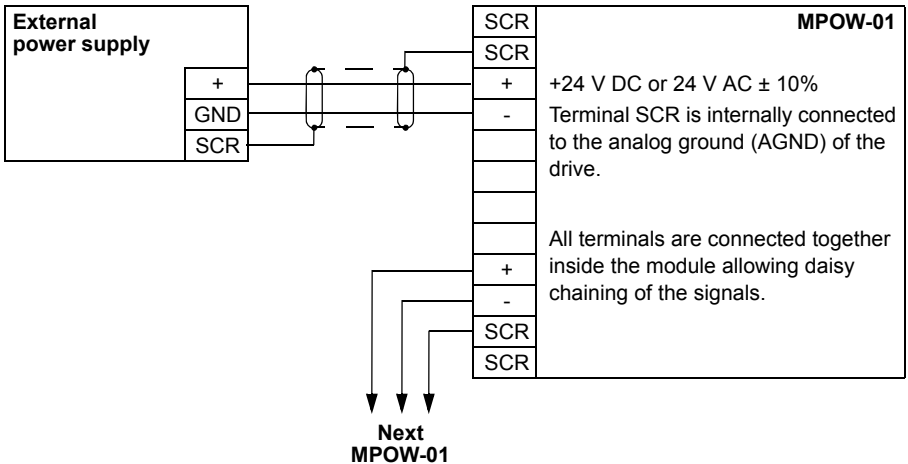 External
power supply
+
GND
SCR
SCR
MPOW-01
SCR
+
+24 V DC or 24 V AC ± 10%
-
Terminal SCR is internally connected
to the analog ground (AGND) of the
drive.
All terminals are connected together
inside the module allowing daisy
chaining of the signals.
+
-
SCR
SCR
Next
MPOW-01